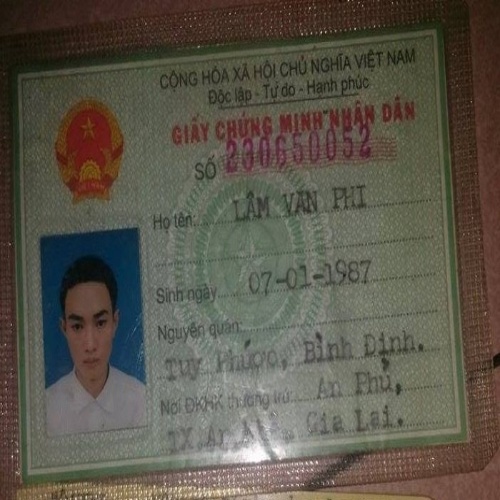 CỘNG HÒA XÃ HỘI CHỦ NGHĨA VIỆT NAM
Độc lập - Tự do - Hạnh phúc
GIẤY CHỨNG MINH NHÂN DÂN
SỐ 230650052
Họ tên: LÂM VĂN PHI
Sinh ngày 07-01-1987
Nguyên quán:
Tuy Phước, Bình Định.
Nơi ĐKHK thường trú: An Phú,
TX.An Gia Lai.